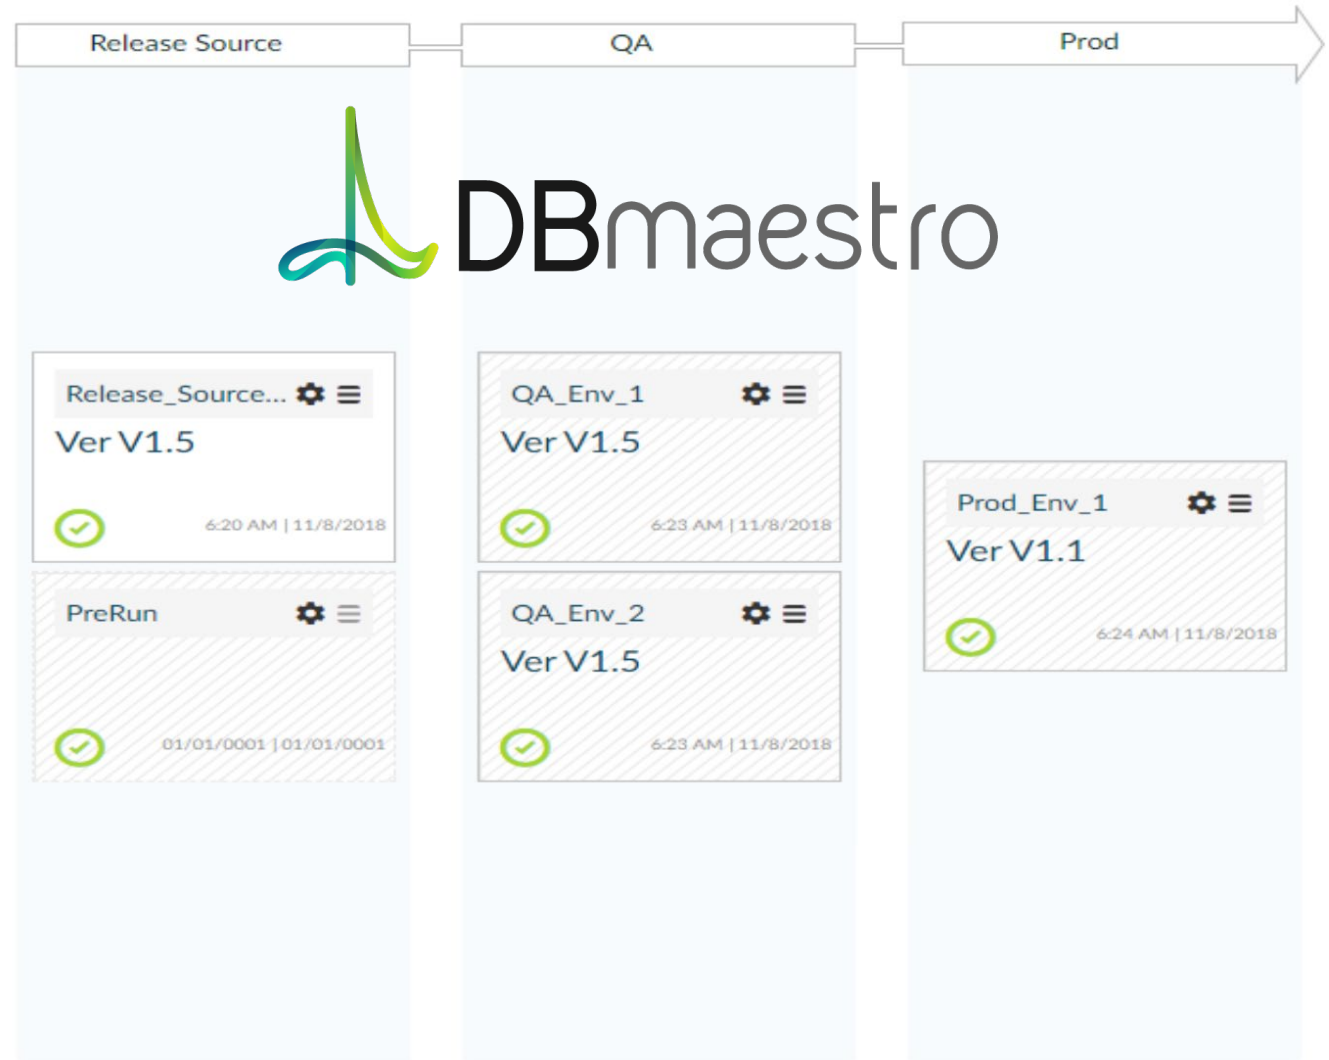 Release Source
QA
Prod
DBmaestro
Release_Source...
Ver V1.5
6:20 AM | 11/8/2018
PreRun
01/01/0001 | 01/01/0001
QA_Env_1
Ver V1.5
6:23 AM | 11/8/2018
QA_Env_2
Ver V1.5
6:23 AM | 11/8/2018
Prod_Env_1
Ver V1.1
6:24 AM | 11/8/2018